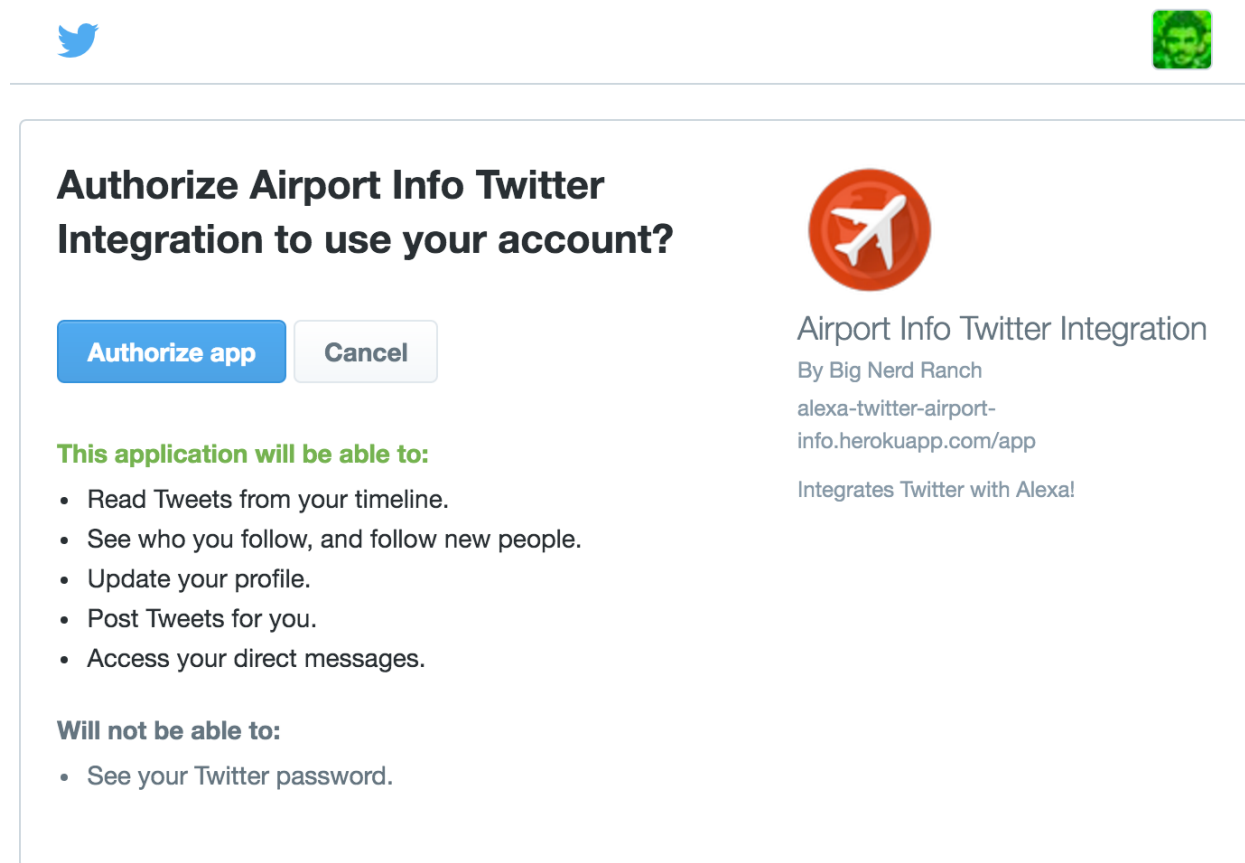 Authorize Airport Info Twitter
Integration to use your account?
Authorize app
Cancel
This application will be able to:
• Read Tweets from your timeline.
• See who you follow, and follow new people.
• Update your profile.
• Post Tweets for you.
• Access your direct messages.
Will not be able to:
• See your Twitter password.
Airport Info Twitter Integration
By Big Nerd Ranch
alexa-twitter-airport-
info.herokuapp.com/app
Integrates Twitter with Alexa!